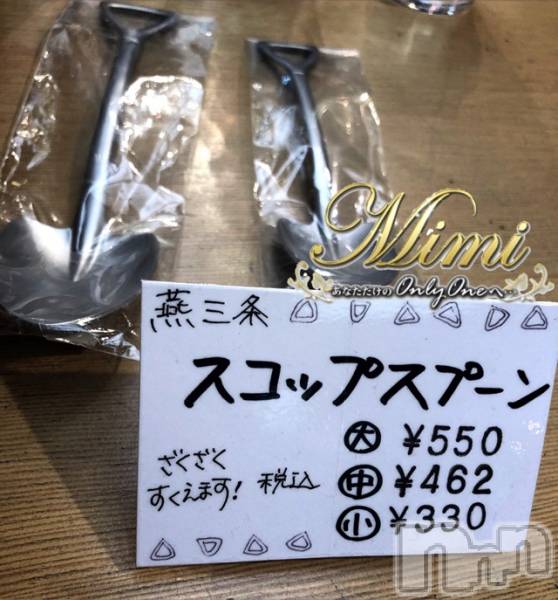 Mimi
あなただけのOnlyOneへ
燕三条
スコップスプーン
大 ¥550
ざくざく
すくえます! 税込
中 ¥462
小 ¥330